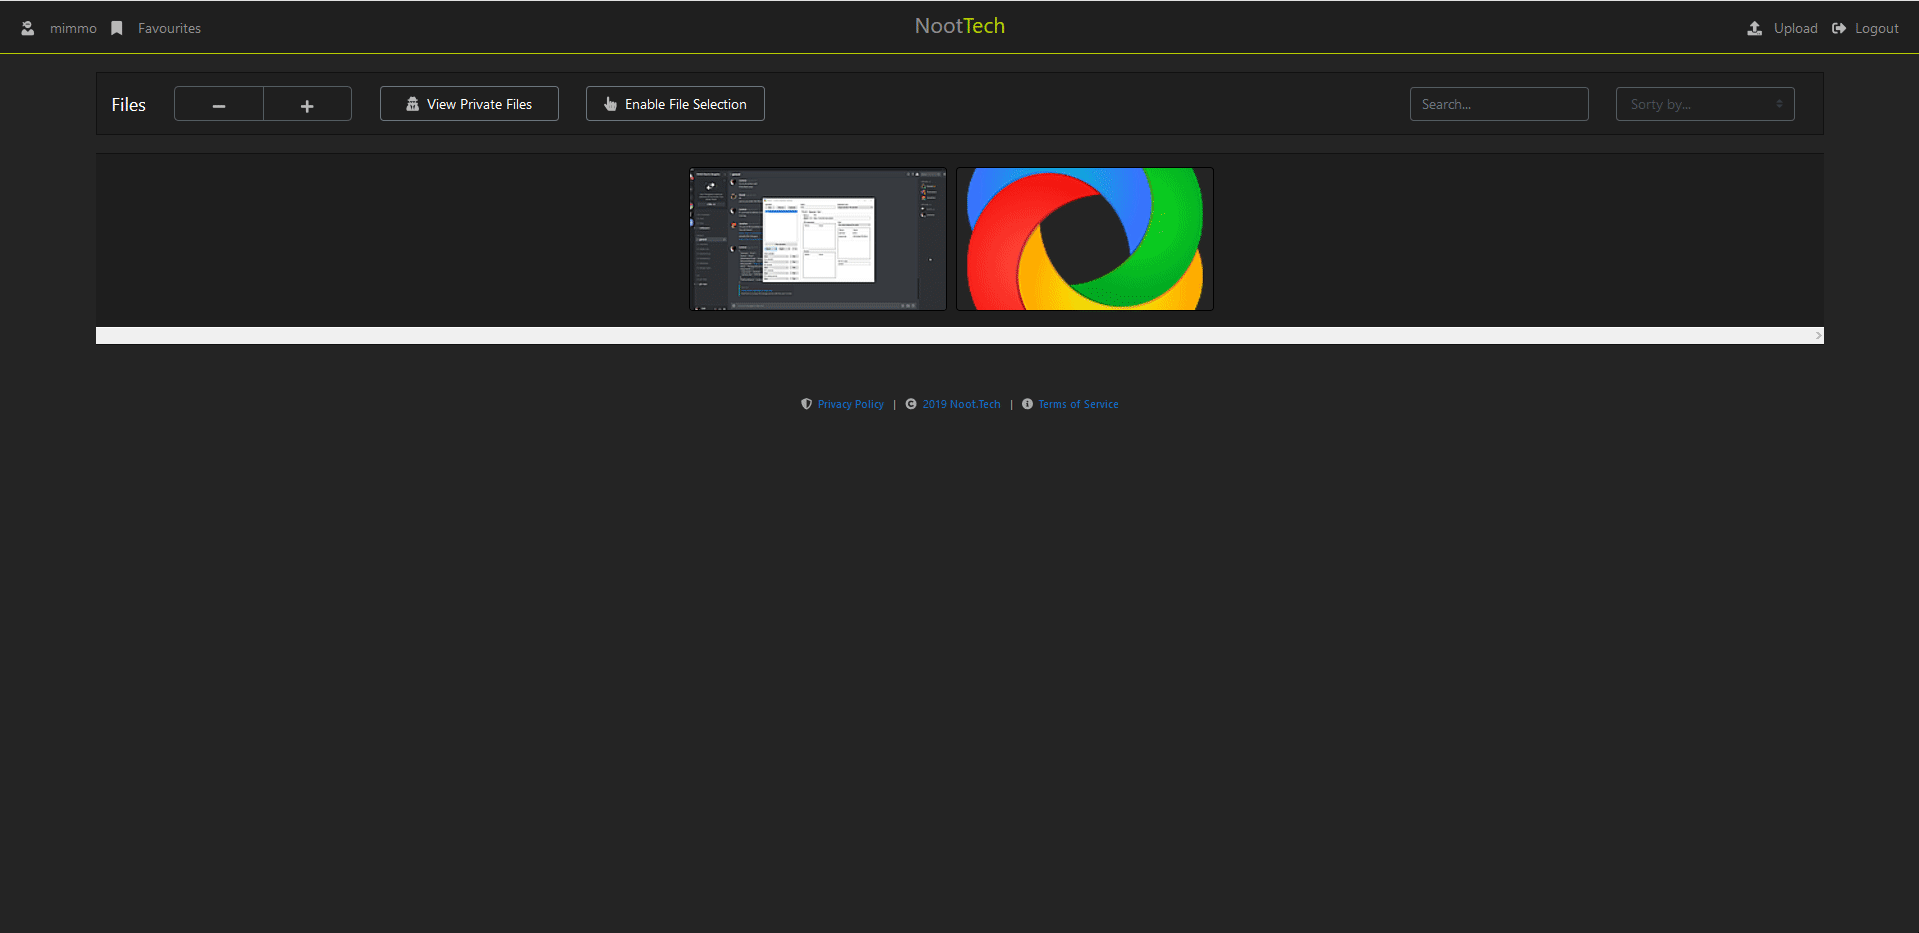 mimmo Favourites NootTech Upload Logout
Files − + View Private Files Enable File Selection Search... Sorty by...
Privacy Policy | 2019 Noot.Tech | Terms of Service